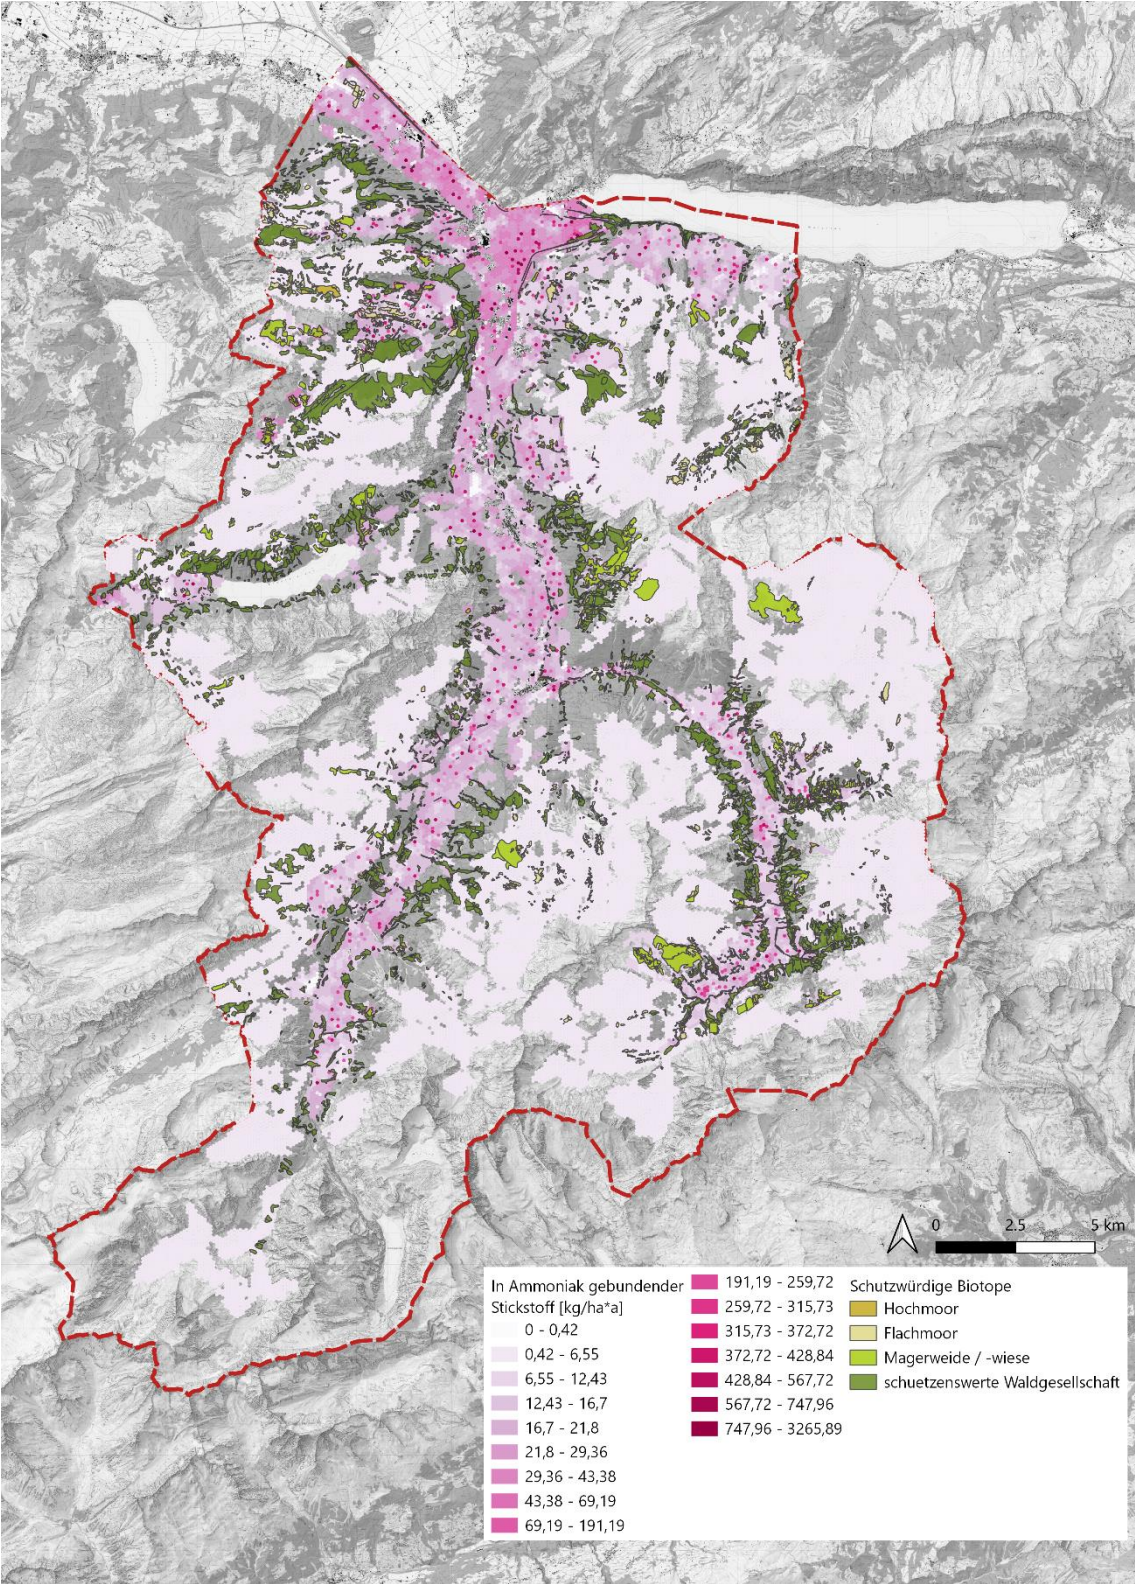 0 2.5 5 km
In Ammoniak gebundender
Stickstoff [kg/ha*a]
0 - 0,42
0,42 - 6,55
6,55 - 12,43
12,43 - 16,7
16,7 - 21,8
21,8 - 29,36
29,36 - 43,38
43,38 - 69,19
69,19 - 191,19
191,19 - 259,72
259,72 - 315,73
315,73 - 372,72
372,72 - 428,84
428,84 - 567,72
567,72 - 747,96
747,96 - 3265,89
Schutzwürdige Biotope
Hochmoor
Flachmoor
Magerweide / -wiese
schuetzenswerte Waldgesellschaft